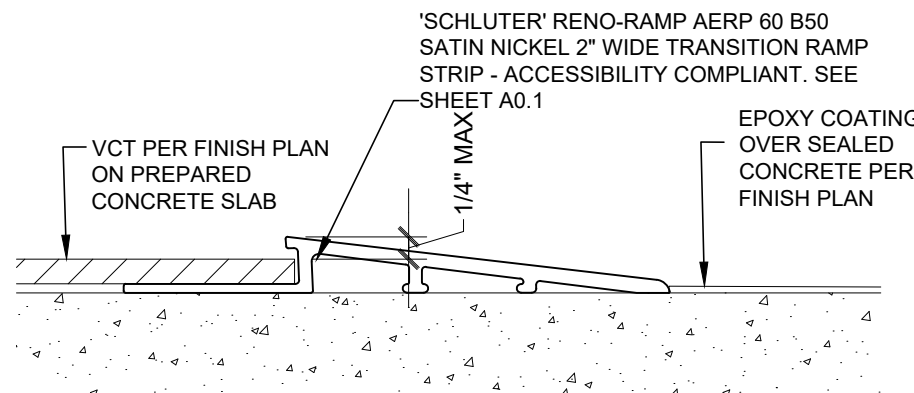 'SCHLUTER' RENO-RAMP AERP 60 B50
SATIN NICKEL 2" WIDE TRANSITION RAMP
STRIP - ACCESSIBILITY COMPLIANT. SEE
SHEET A0.1
1/4" MAX
VCT PER FINISH PLAN
ON PREPARED
CONCRETE SLAB
EPOXY COATING
OVER SEALED
CONCRETE PER
FINISH PLAN